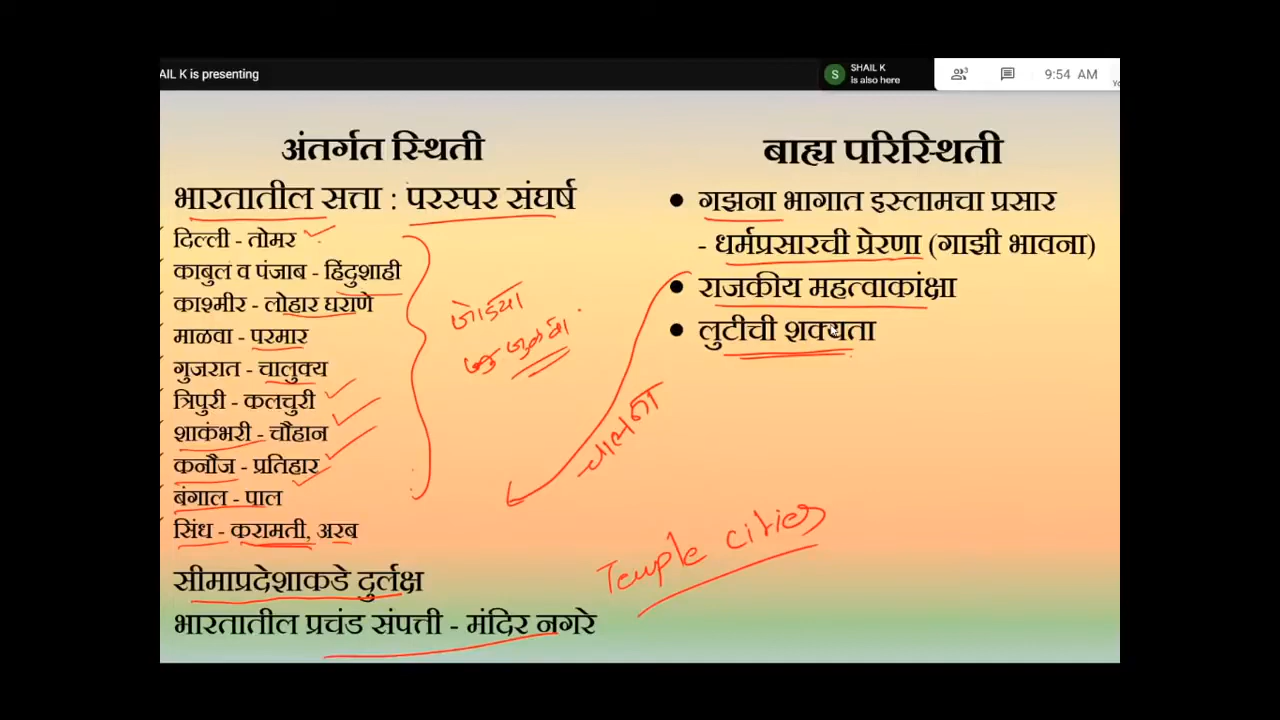 AIL K is presenting
S
SHAIL K
is also here
3
9:54 AM
अंतर्गत स्थिती
भारतातील सत्ता : परस्पर संघर्ष
दिल्ली - तोमर
काबुल व पंजाब - हिंदुशाही
काश्मीर - लोहार घराणे
माळवा - परमार
गुजरात - चालुक्य
त्रिपुरी - कलचुरी
शाकंभरी - चौहान
कनौज - प्रतिहार
बंगाल - पाल
सिंध - करामती, अरब
सीमाप्रदेशाकडे दुर्लक्ष
भारतातील प्रचंड संपत्ती - मंदिर नगरे
बाह्य परिस्थिती
• गझना भागात इस्लामचा प्रसार
- धर्मप्रसारची प्रेरणा (गाझी भावना)
• राजकीय महत्वाकांक्षा
• लुटीची शक्यता
Temple cities